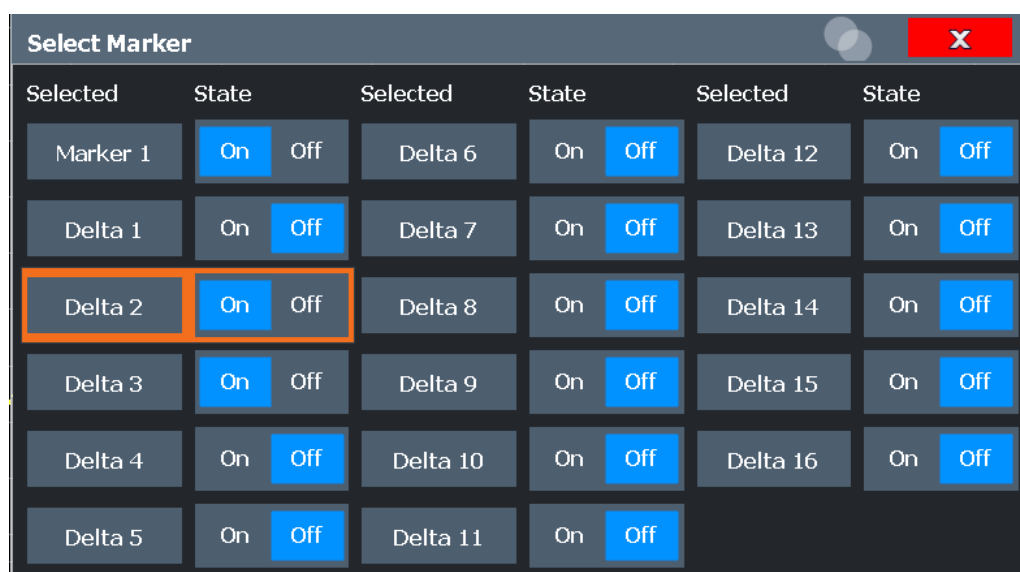 Select Marker X
Selected State Selected State Selected State
Marker 1 On Off Delta 6 On Off Delta 12 On Off
Delta 1 On Off Delta 7 On Off Delta 13 On Off
Delta 2 On Off Delta 8 On Off Delta 14 On Off
Delta 3 On Off Delta 9 On Off Delta 15 On Off
Delta 4 On Off Delta 10 On Off Delta 16 On Off
Delta 5 On Off Delta 11 On Off